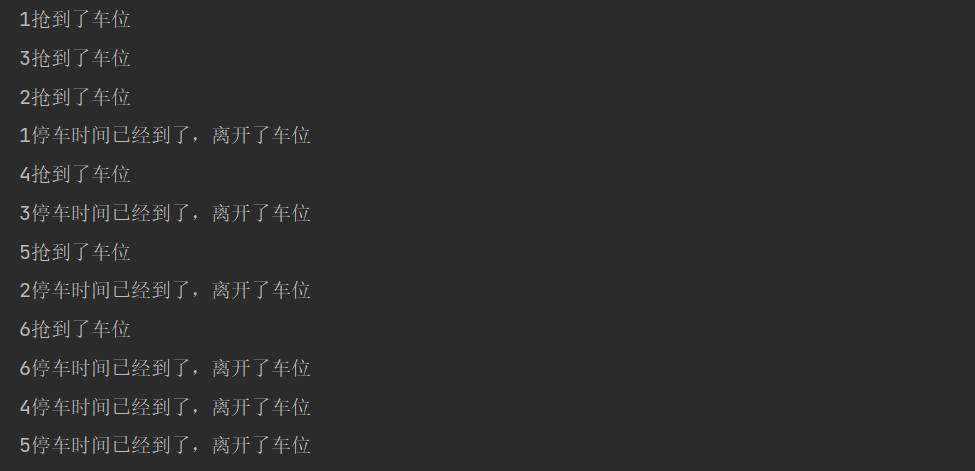 1抢到了车位
3抢到了车位
2抢到了车位
1停车时间已经到了，离开了车位
4抢到了车位
3停车时间已经到了，离开了车位
5抢到了车位
2停车时间已经到了，离开了车位
6抢到了车位
6停车时间已经到了，离开了车位
4停车时间已经到了，离开了车位
5停车时间已经到了，离开了车位